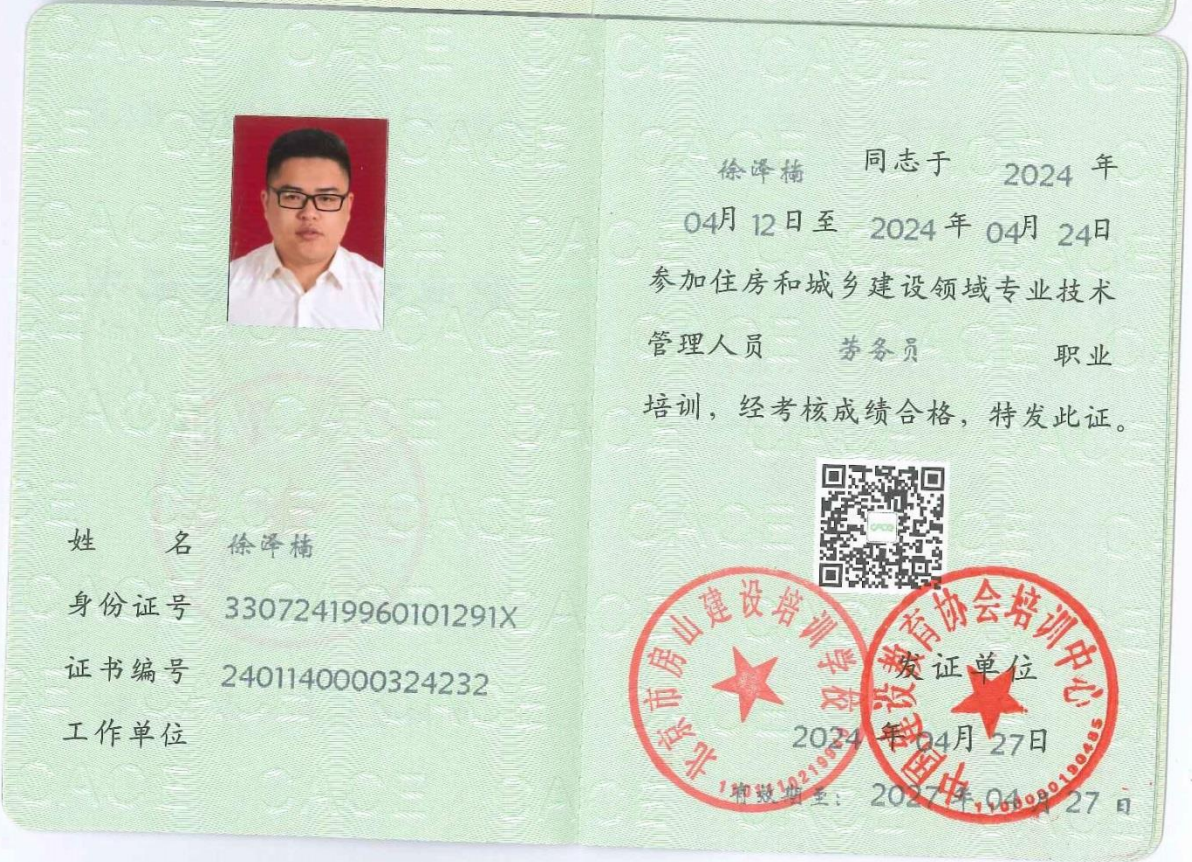 姓 名 徐泽楠
身份证号 33072419960101291X
证书编号 2401140000324232
工作单位
徐泽楠 同志于 2024 年
04月 12日至 2024年 04月 24日
参加住房和城乡建设领域专业技术
管理人员 劳务员 职业
培训，经考核成绩合格，特发此证。
北京市房山建设培训学校
中国建设教育协会培训中心
发证单位
2024 年 04月 27日
有效期至： 2027 年 04 月 27 日
CACE